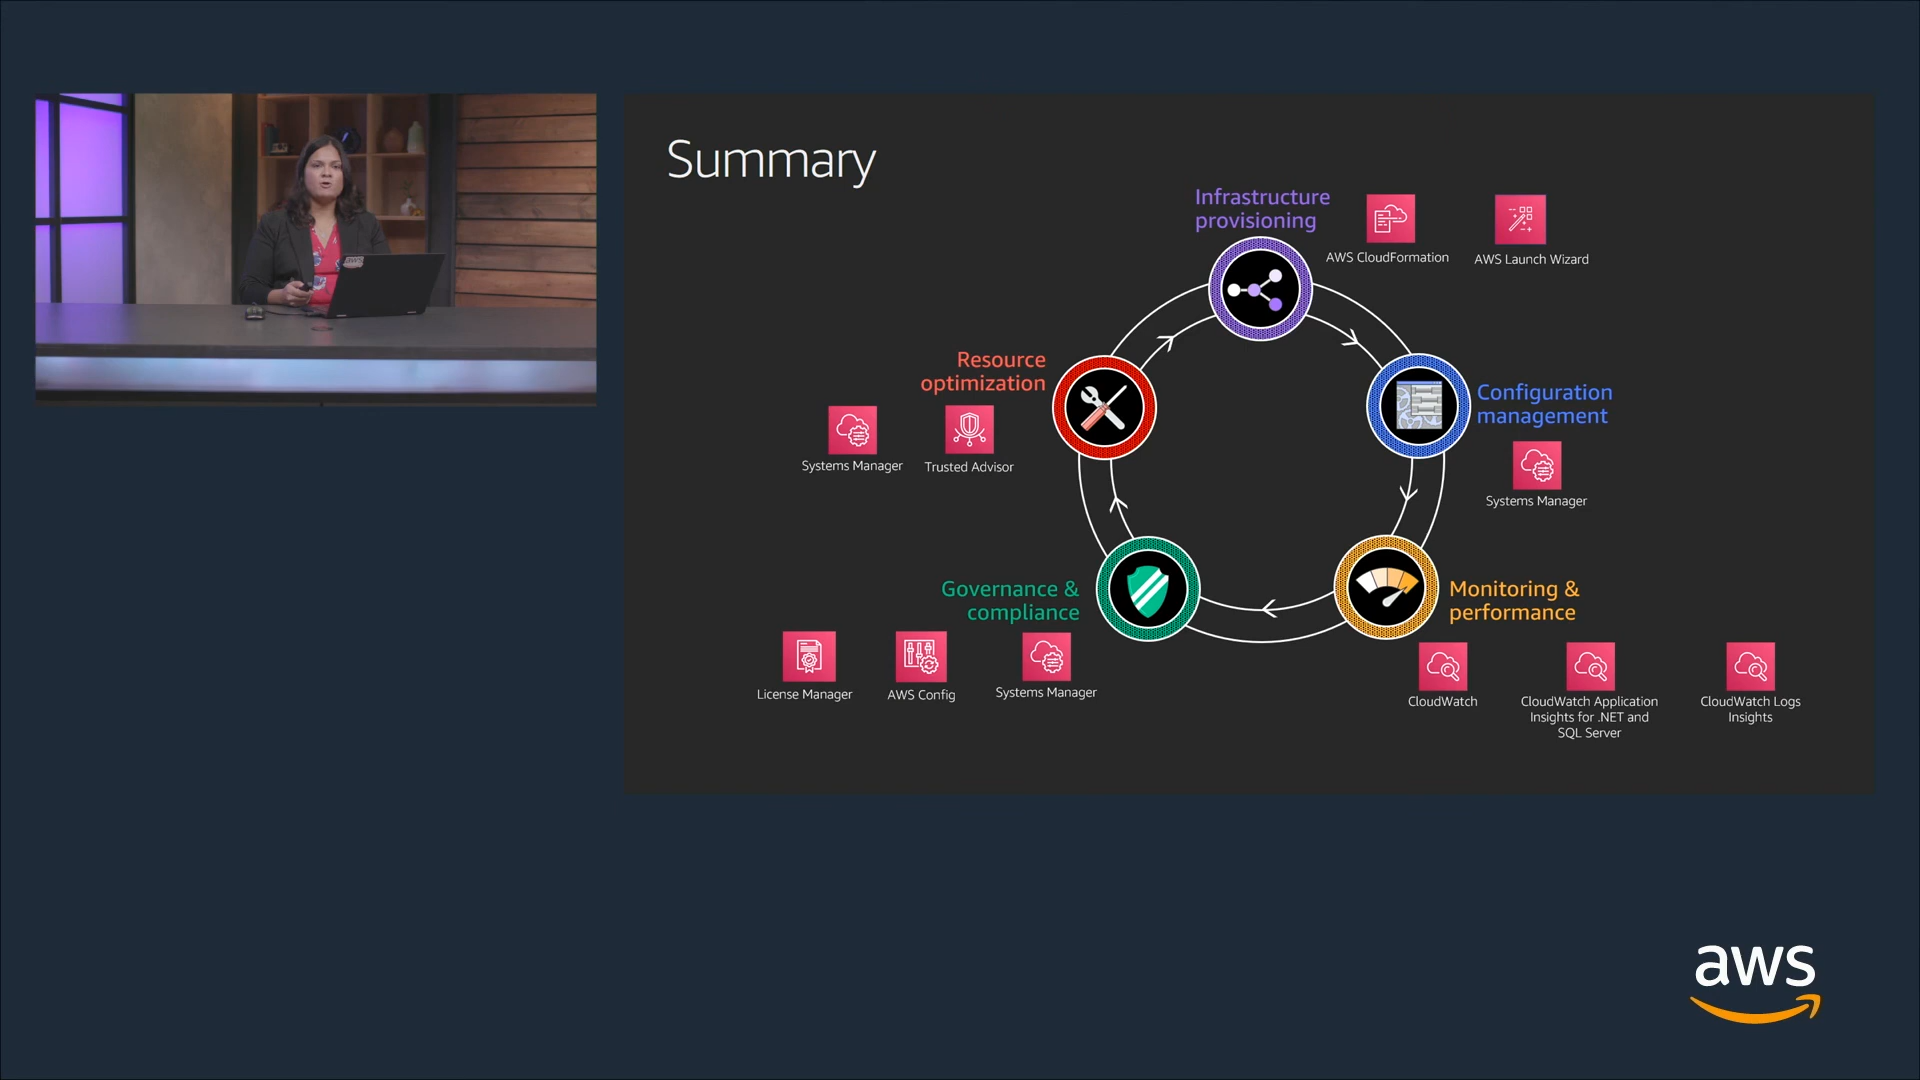 Summary
Infrastructure
provisioning
AWS CloudFormation
AWS Launch Wizard
Resource
optimization
Systems Manager
Trusted Advisor
Configuration
management
Systems Manager
Governance &
compliance
License Manager
AWS Config
Systems Manager
Monitoring &
performance
CloudWatch
CloudWatch Application
Insights for .NET and
SQL Server
CloudWatch Logs
Insights
aws
aws